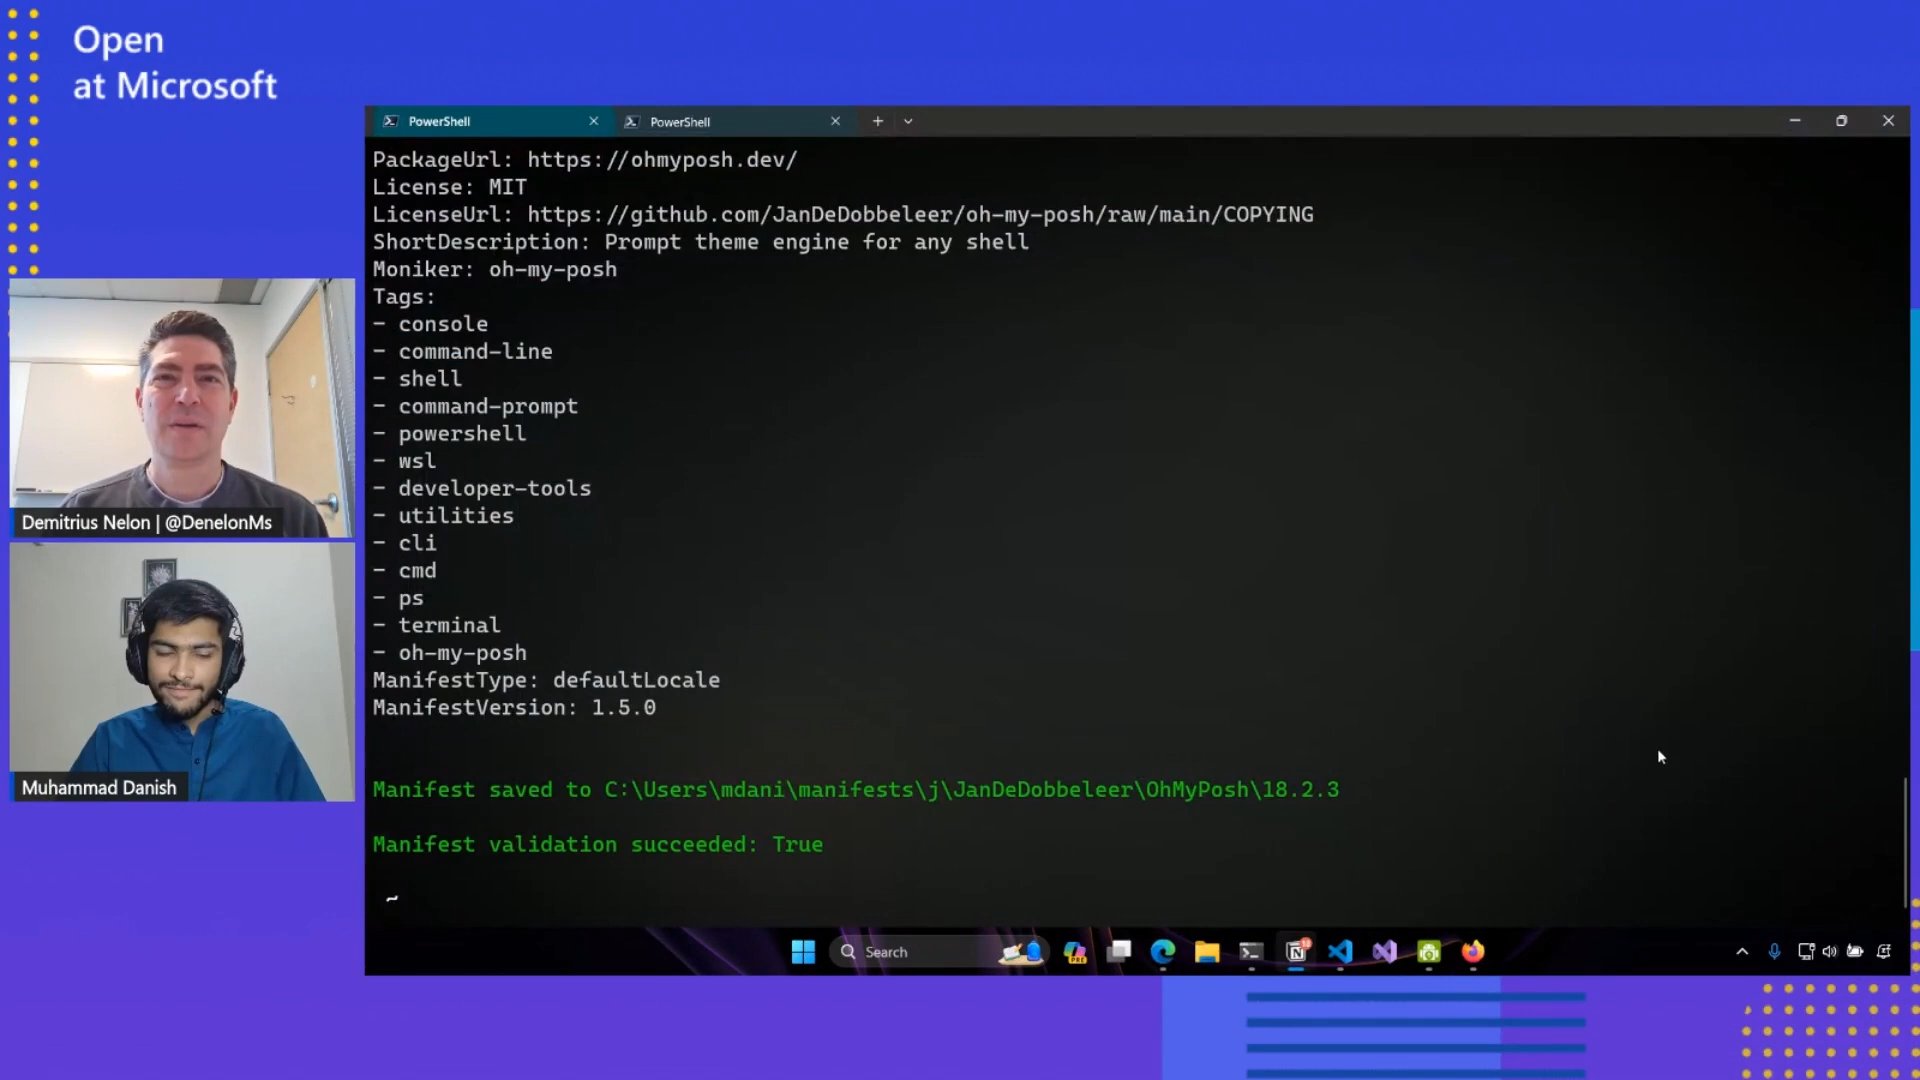 Open
at Microsoft
PowerShell
PowerShell
PackageUrl: https://ohmyposh.dev/
License: MIT
LicenseUrl: https://github.com/JanDeDobbeleer/oh-my-posh/raw/main/COPYING
ShortDescription: Prompt theme engine for any shell
Moniker: oh-my-posh
Tags:
- console
- command-line
- shell
- command-prompt
- powershell
- wsl
- developer-tools
- utilities
- cli
- cmd
- ps
- terminal
- oh-my-posh
ManifestType: defaultLocale
ManifestVersion: 1.5.0
Manifest saved to C:\Users\mdani\manifests\j\JanDeDobbeleer\OhMyPosh\18.2.3
Manifest validation succeeded: True
~
Demitrius Nelon | @DenelonMs
Muhammad Danish
Search
PRE